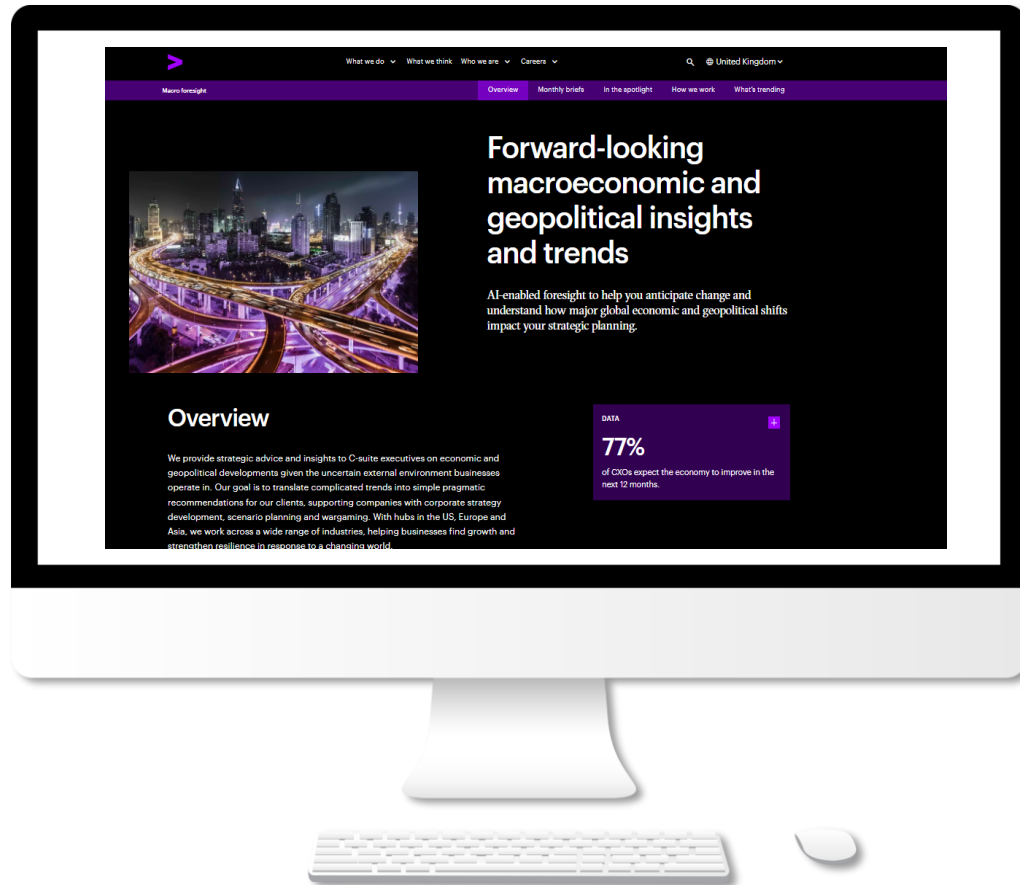 What we do
What we think
Who we are
Careers
United Kingdom
Macro foresight
Overview
Monthly briefs
In the spotlight
How we work
What's trending
Forward-looking
macroeconomic and
geopolitical insights
and trends
AI-enabled foresight to help you anticipate change and
understand how major global economic and geopolitical shifts
impact your strategic planning.
Overview
We provide strategic advice and insights to C-suite executives on economic and
geopolitical developments given the uncertain external environment businesses
operate in. Our goal is to translate complicated trends into simple pragmatic
recommendations for our clients, supporting companies with corporate strategy
development, scenario planning and wargaming. With hubs in the US, Europe and
Asia, we work across a wide range of industries, helping businesses find growth and
strengthen resilience in response to a changing world.
DATA
77%
of CXOs expect the economy to improve in the
next 12 months.